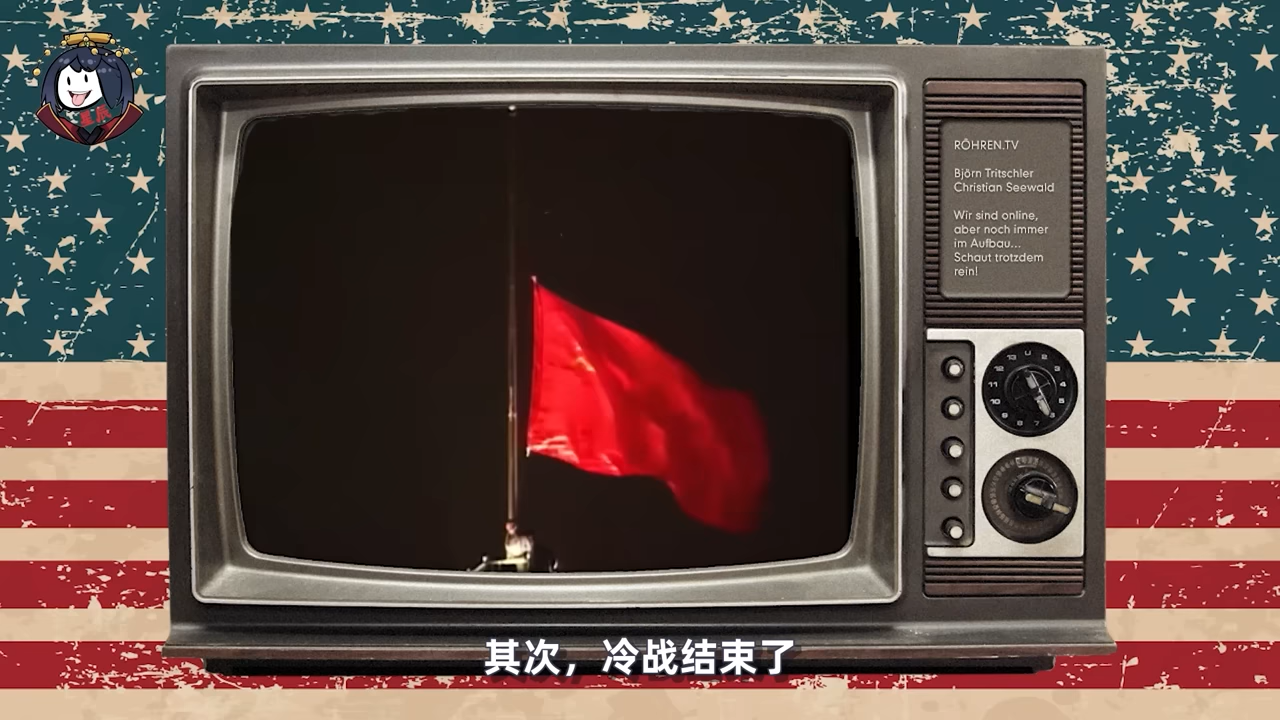 RÖHREN.TV
Björn Tritschler
Christian Seewald
Wir sind online,
aber noch immer
im Aufbau...
Schaut trotzdem
rein!
其次，冷战结束了